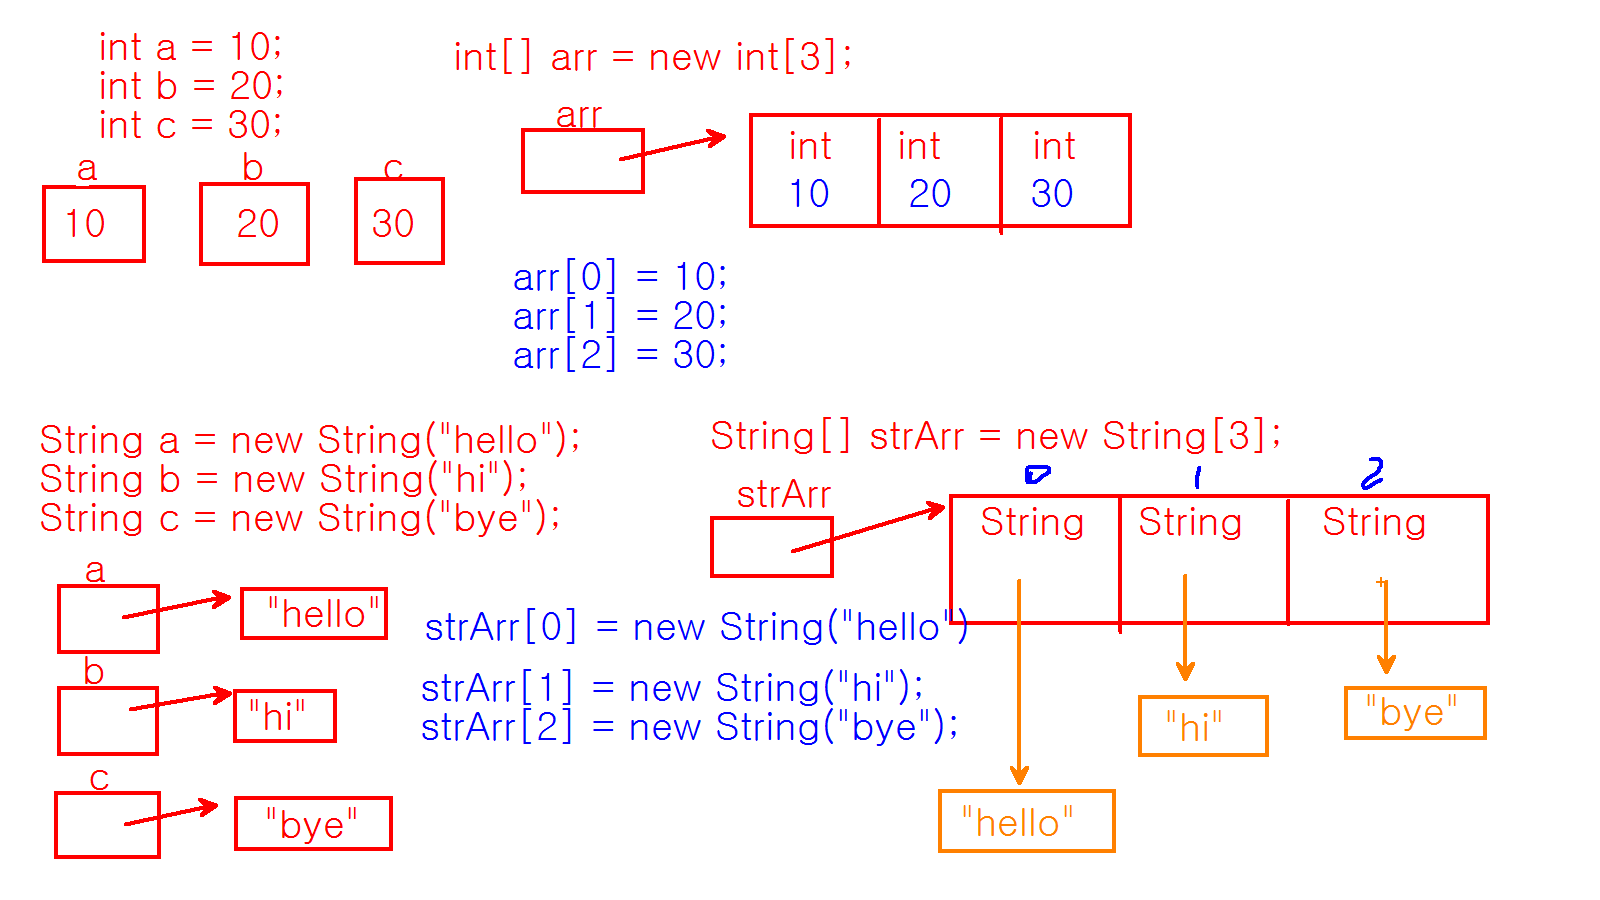 int a = 10;
int b = 20;
int c = 30;
a
b
c
10
20
30
int[] arr = new int[3];
arr
int
int
int
10
20
30
arr[0] = 10;
arr[1] = 20;
arr[2] = 30;
String a = new String("hello");
String b = new String("hi");
String c = new String("bye");
a
"hello"
b
"hi"
c
"bye"
String[] strArr = new String[3];
strArr
0
1
2
String
String
String
strArr[0] = new String("hello")
strArr[1] = new String("hi");
strArr[2] = new String("bye");
"hello"
"hi"
"bye"